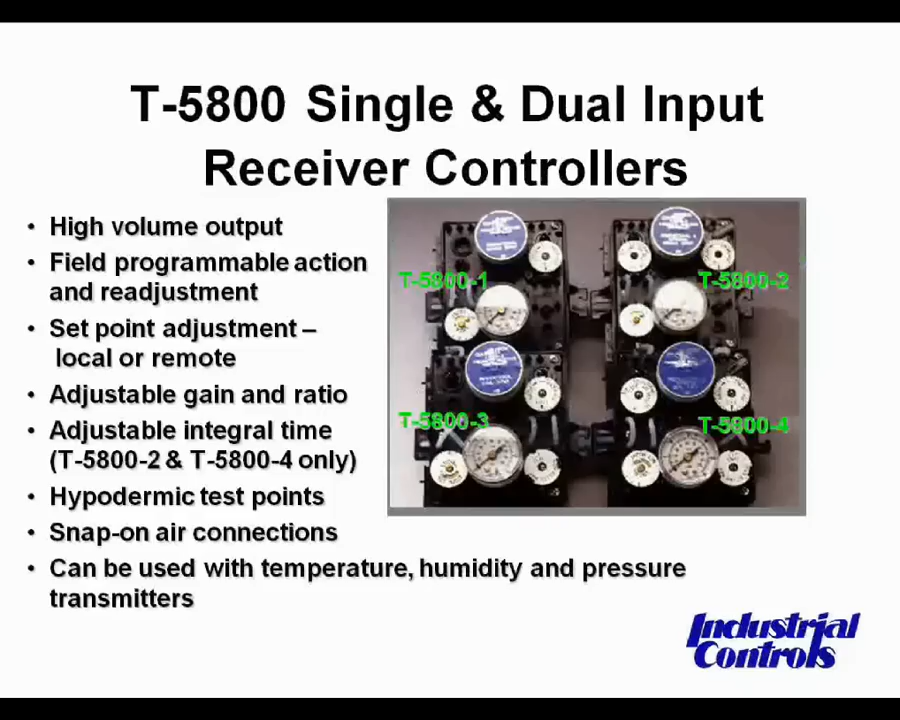 T-5800 Single & Dual Input
Receiver Controllers
• High volume output
• Field programmable action
and readjustment
• Set point adjustment –
local or remote
• Adjustable gain and ratio
• Adjustable integral time
(T-5800-2 & T-5800-4 only)
• Hypodermic test points
• Snap-on air connections
• Can be used with temperature, humidity and pressure
transmitters
T-5800-1
T-5800-2
T-5800-3
T-5800-4
Industrial
Controls